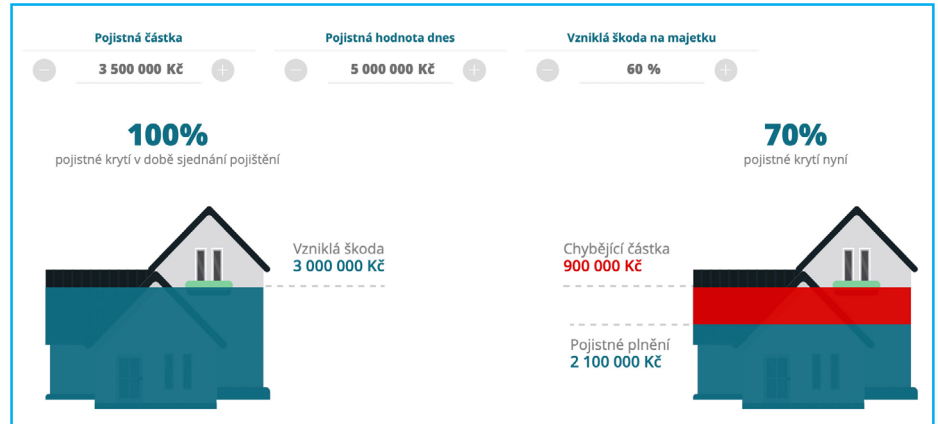 Pojistná částka
Pojistná hodnota dnes
Vzniklá škoda na majetku
3 500 000 Kč
5 000 000 Kč
60 %
100%
pojistné krytí v době sjednání pojištění
70%
pojistné krytí nyní
Vzniklá škoda
3 000 000 Kč
Chybějící částka
900 000 Kč
Pojistné plnění
2 100 000 Kč